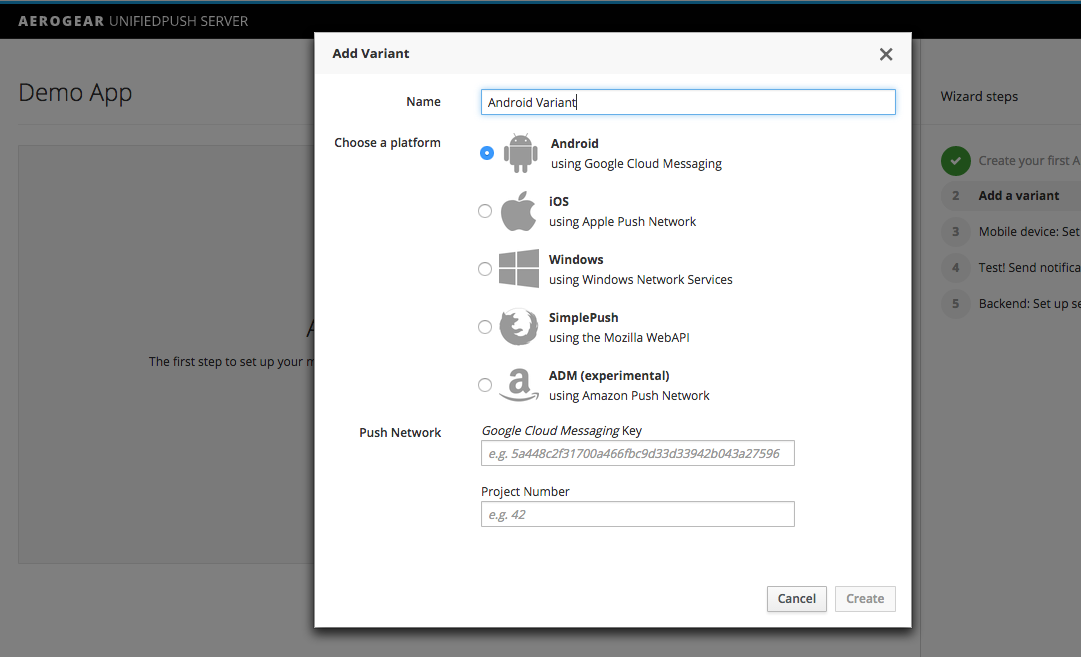 AEROGEAR UNIFIEDPUSH SERVER
Demo App
The first step to set up your
Add Variant
Name
Android Variant
Choose a platform
Android
using Google Cloud Messaging
iOS
using Apple Push Network
Windows
using Windows Network Services
SimplePush
using the Mozilla WebAPI
ADM (experimental)
using Amazon Push Network
Push Network
Google Cloud Messaging Key
e.g. 5a448c2f31700a466fbc9d33d33942b043a27596
Project Number
e.g. 42
Cancel
Create
Wizard steps
Create your first A
2
Add a variant
3
Mobile device: Set
4
Test! Send notifica
5
Backend: Set up se